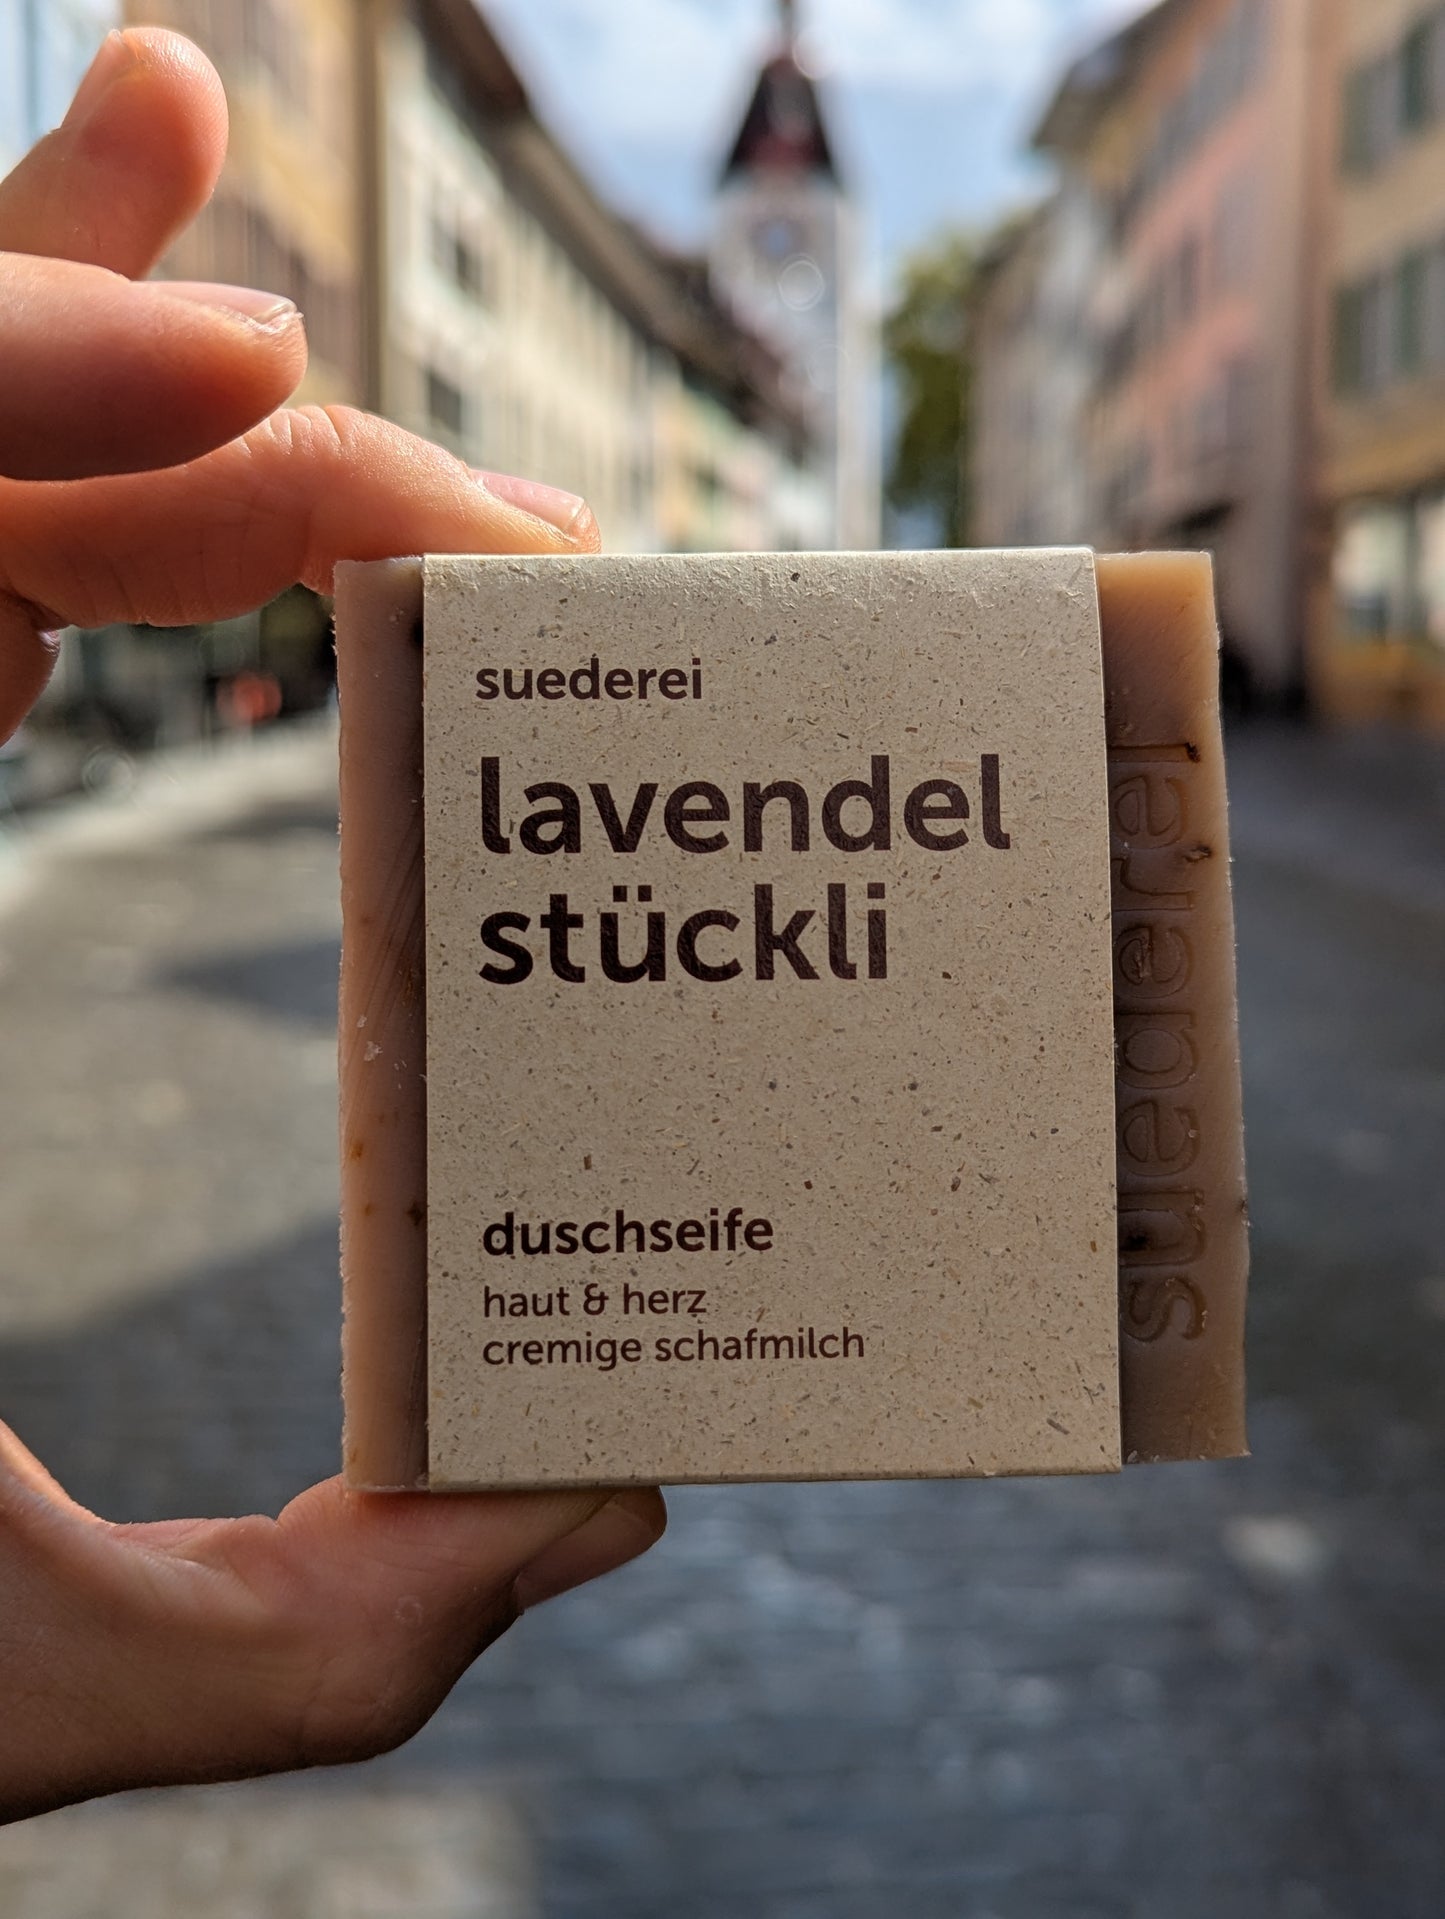 suederei
lavendel
stückli
duschseife
haut & herz
cremige schafmilch
suederei